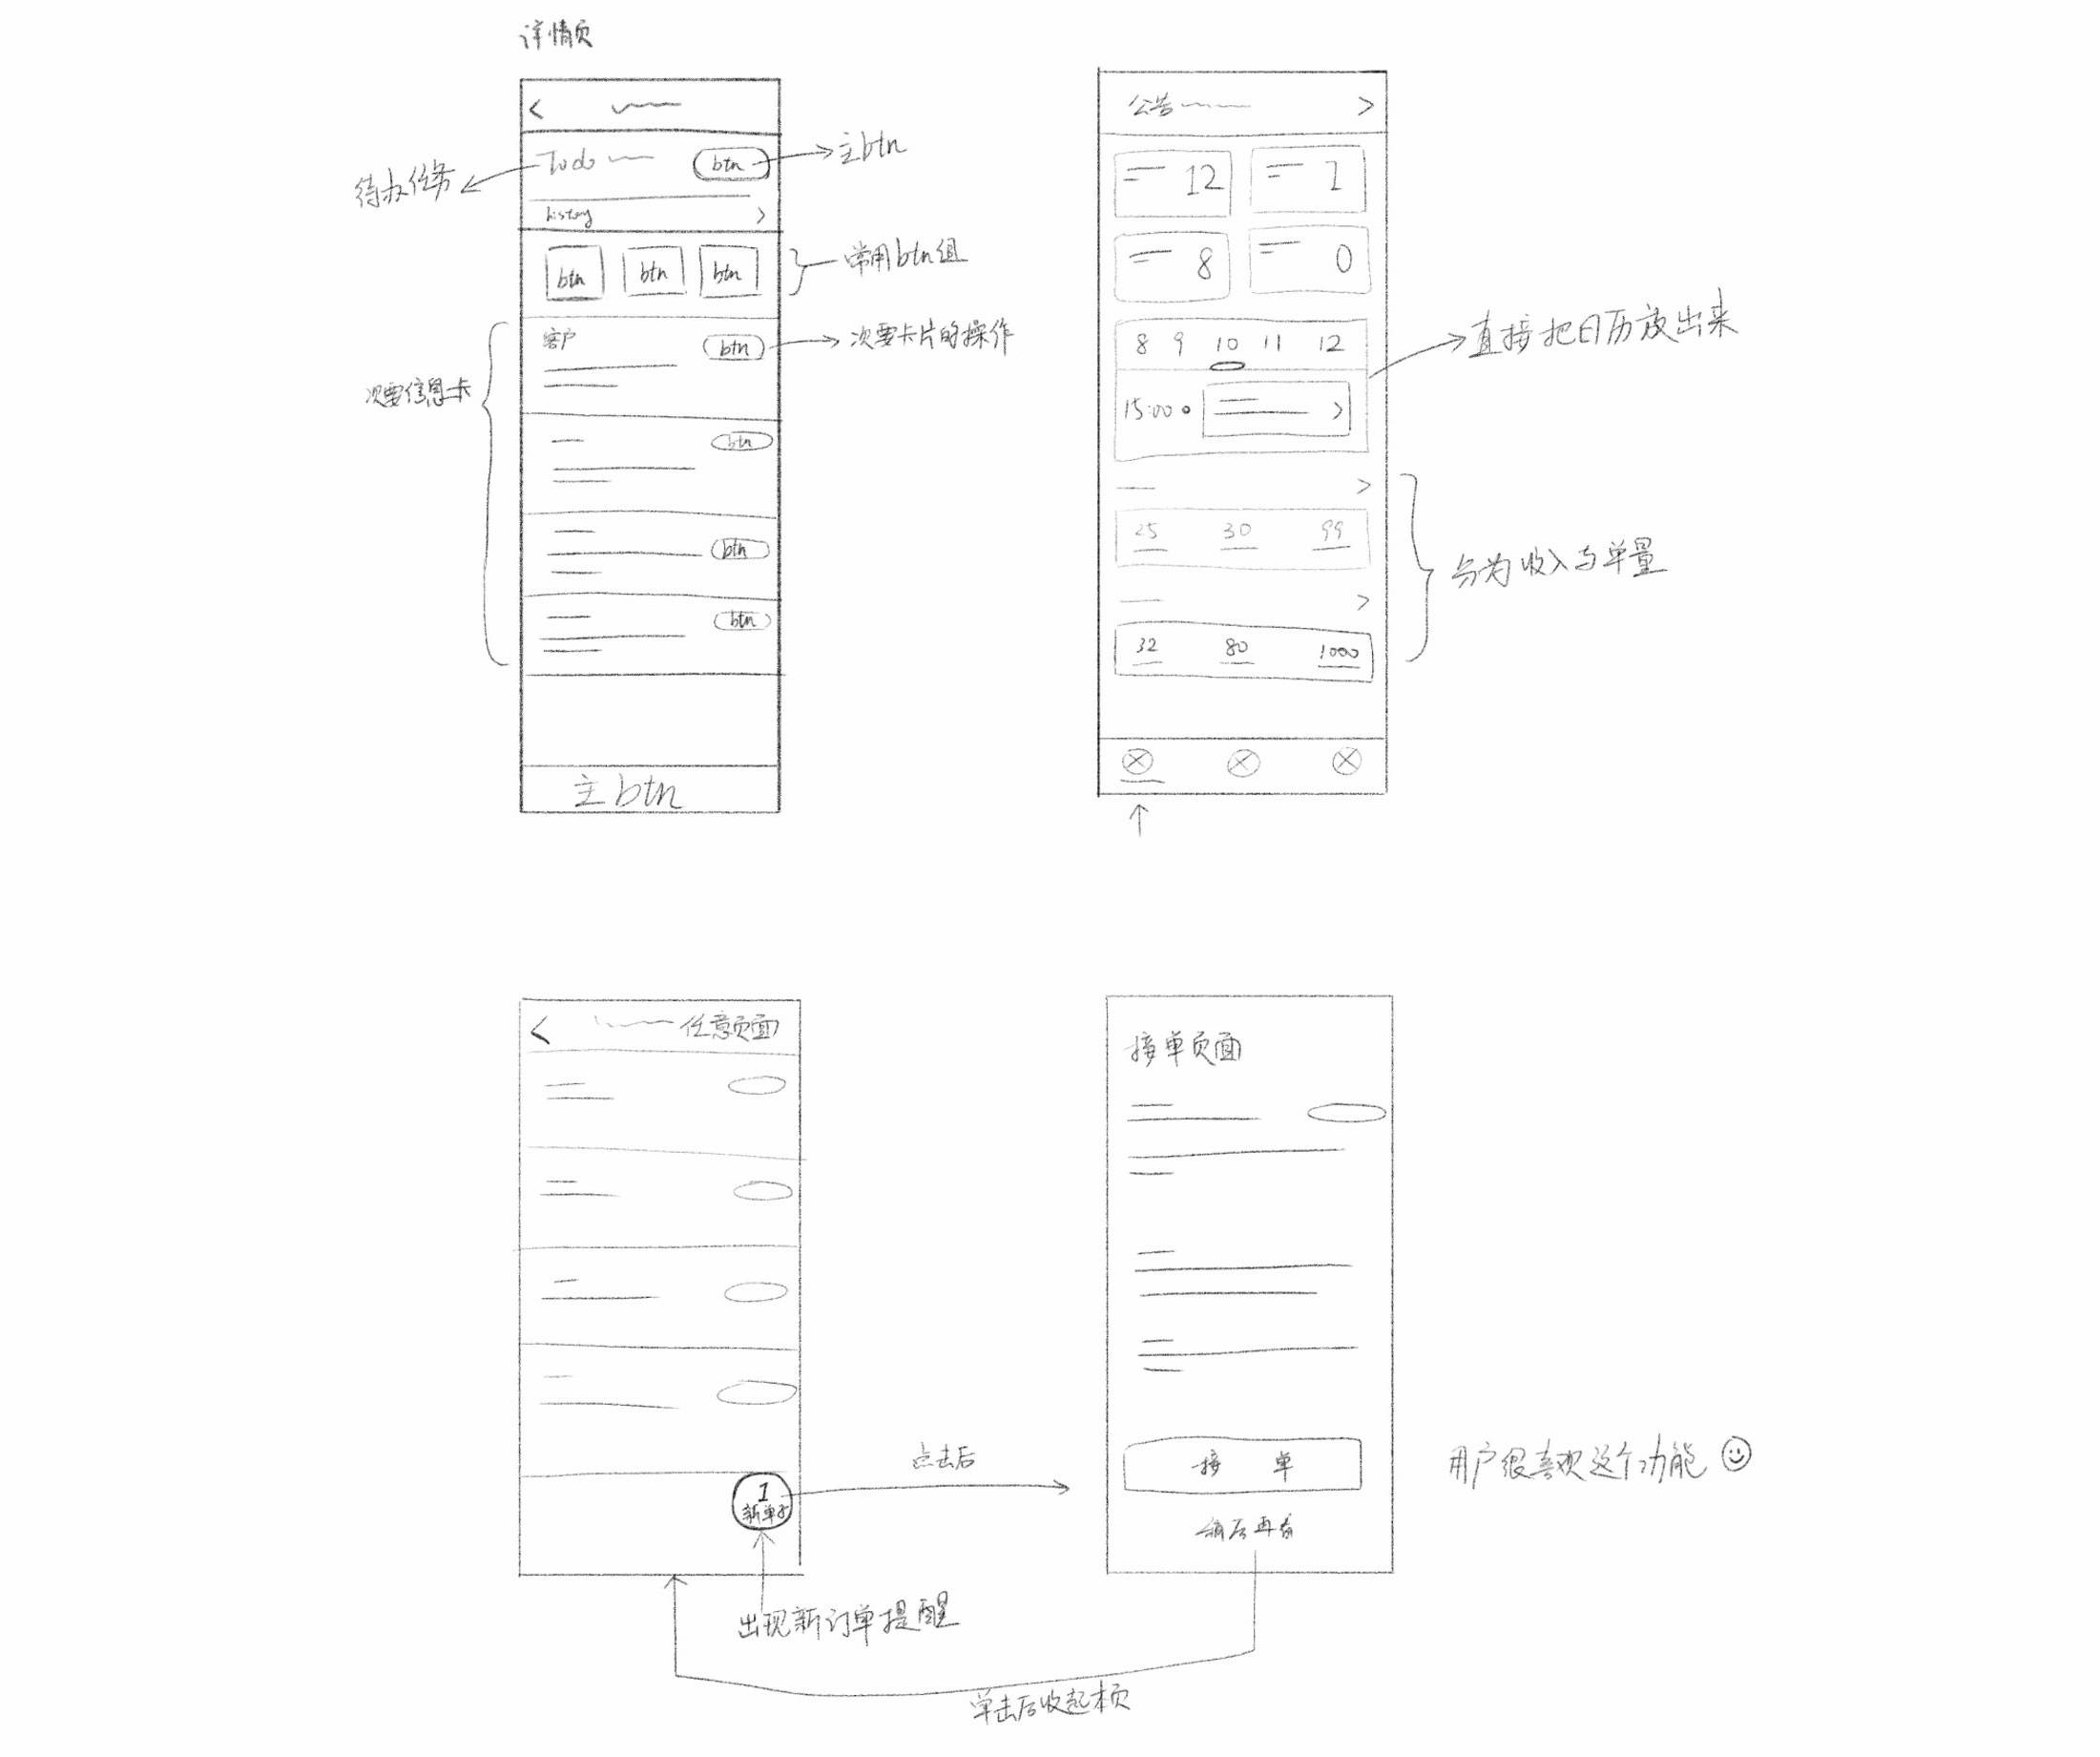 详情页
Todo
btn
主btn
待办任务
history
btn
btn
btn
常用btn组
客户
btn
次要卡片的操作
次要信息卡
btn
btn
btn
主btn
公告
12
1
8
0
8 9 10 11 12
直接把日历放出来
15:00
25 30 99
分为收入与单量
32 80 1000
任意页面
1
新单子
点击后
出现新订单提醒
接单页面
接 单
稍后再看
用户很喜欢这个功能
单击后收起本页